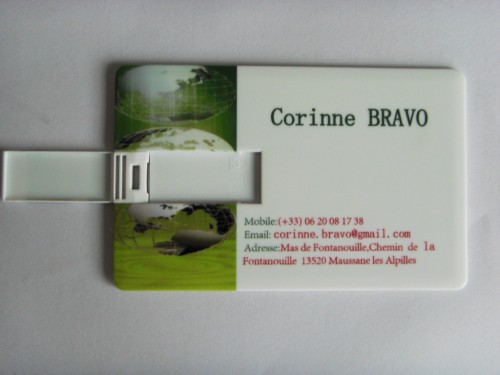 Corinne BRAVO
Mobile:(+33) 06 20 08 17 38
Email: corinne.bravo@gmail.com
Adresse:Mas de Fontanouille,Chemin de la
Fontanouille 13520 Maussane les Alpilles